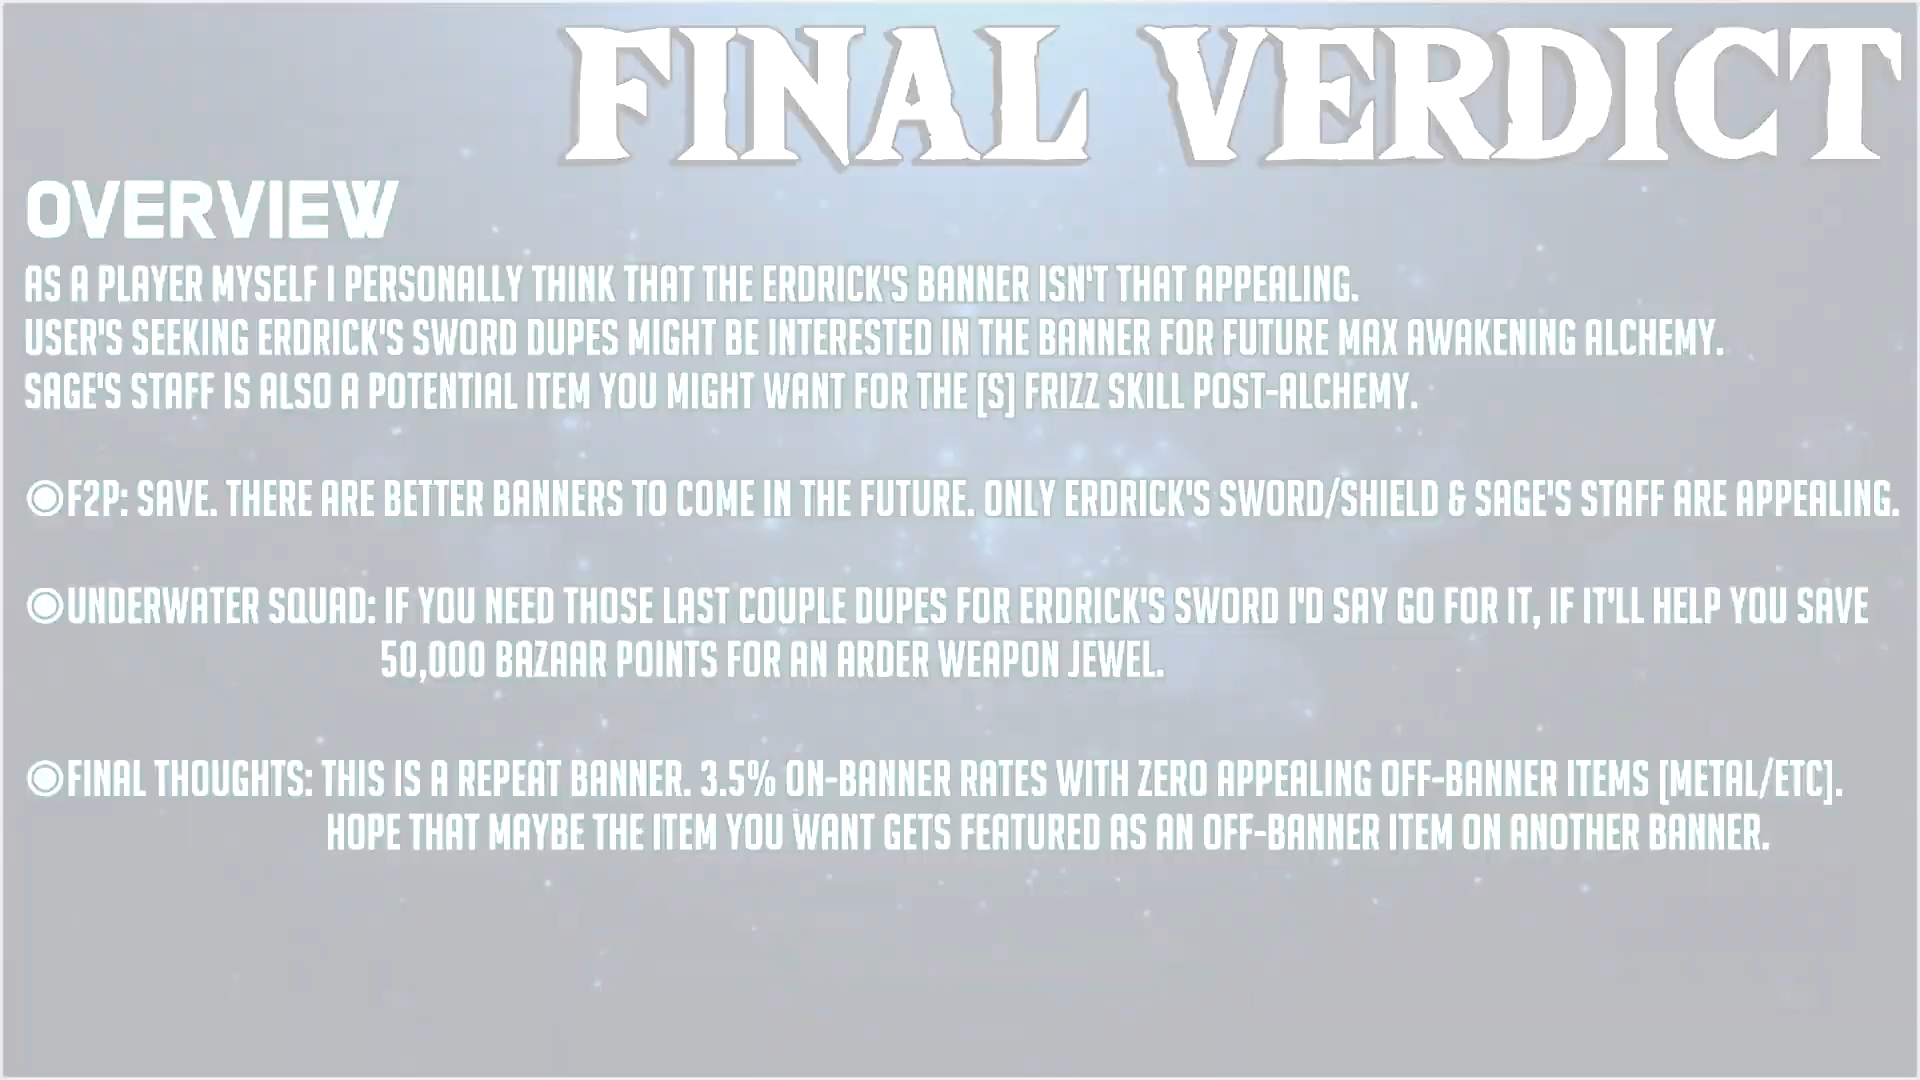 FINAL VERDICT
OVERVIEW
AS A PLAYER MYSELF I PERSONALLY THINK THAT THE ERDRICK'S BANNER ISN'T THAT APPEALING.
USER'S SEEKING ERDRICK'S SWORD DUPES MIGHT BE INTERESTED IN THE BANNER FOR FUTURE MAX AWAKENING ALCHEMY.
SAGE'S STAFF IS ALSO A POTENTIAL ITEM YOU MIGHT WANT FOR THE [S] FRIZZ SKILL POST-ALCHEMY.
◉F2P: SAVE. THERE ARE BETTER BANNERS TO COME IN THE FUTURE. ONLY ERDRICK'S SWORD/SHIELD & SAGE'S STAFF ARE APPEALING.
◉UNDERWATER SQUAD: IF YOU NEED THOSE LAST COUPLE DUPES FOR ERDRICK'S SWORD I'D SAY GO FOR IT, IF IT'LL HELP YOU SAVE
50,000 BAZAAR POINTS FOR AN ARDER WEAPON JEWEL.
◉FINAL THOUGHTS: THIS IS A REPEAT BANNER. 3.5% ON-BANNER RATES WITH ZERO APPEALING OFF-BANNER ITEMS [METAL/ETC].
HOPE THAT MAYBE THE ITEM YOU WANT GETS FEATURED AS AN OFF-BANNER ITEM ON ANOTHER BANNER.